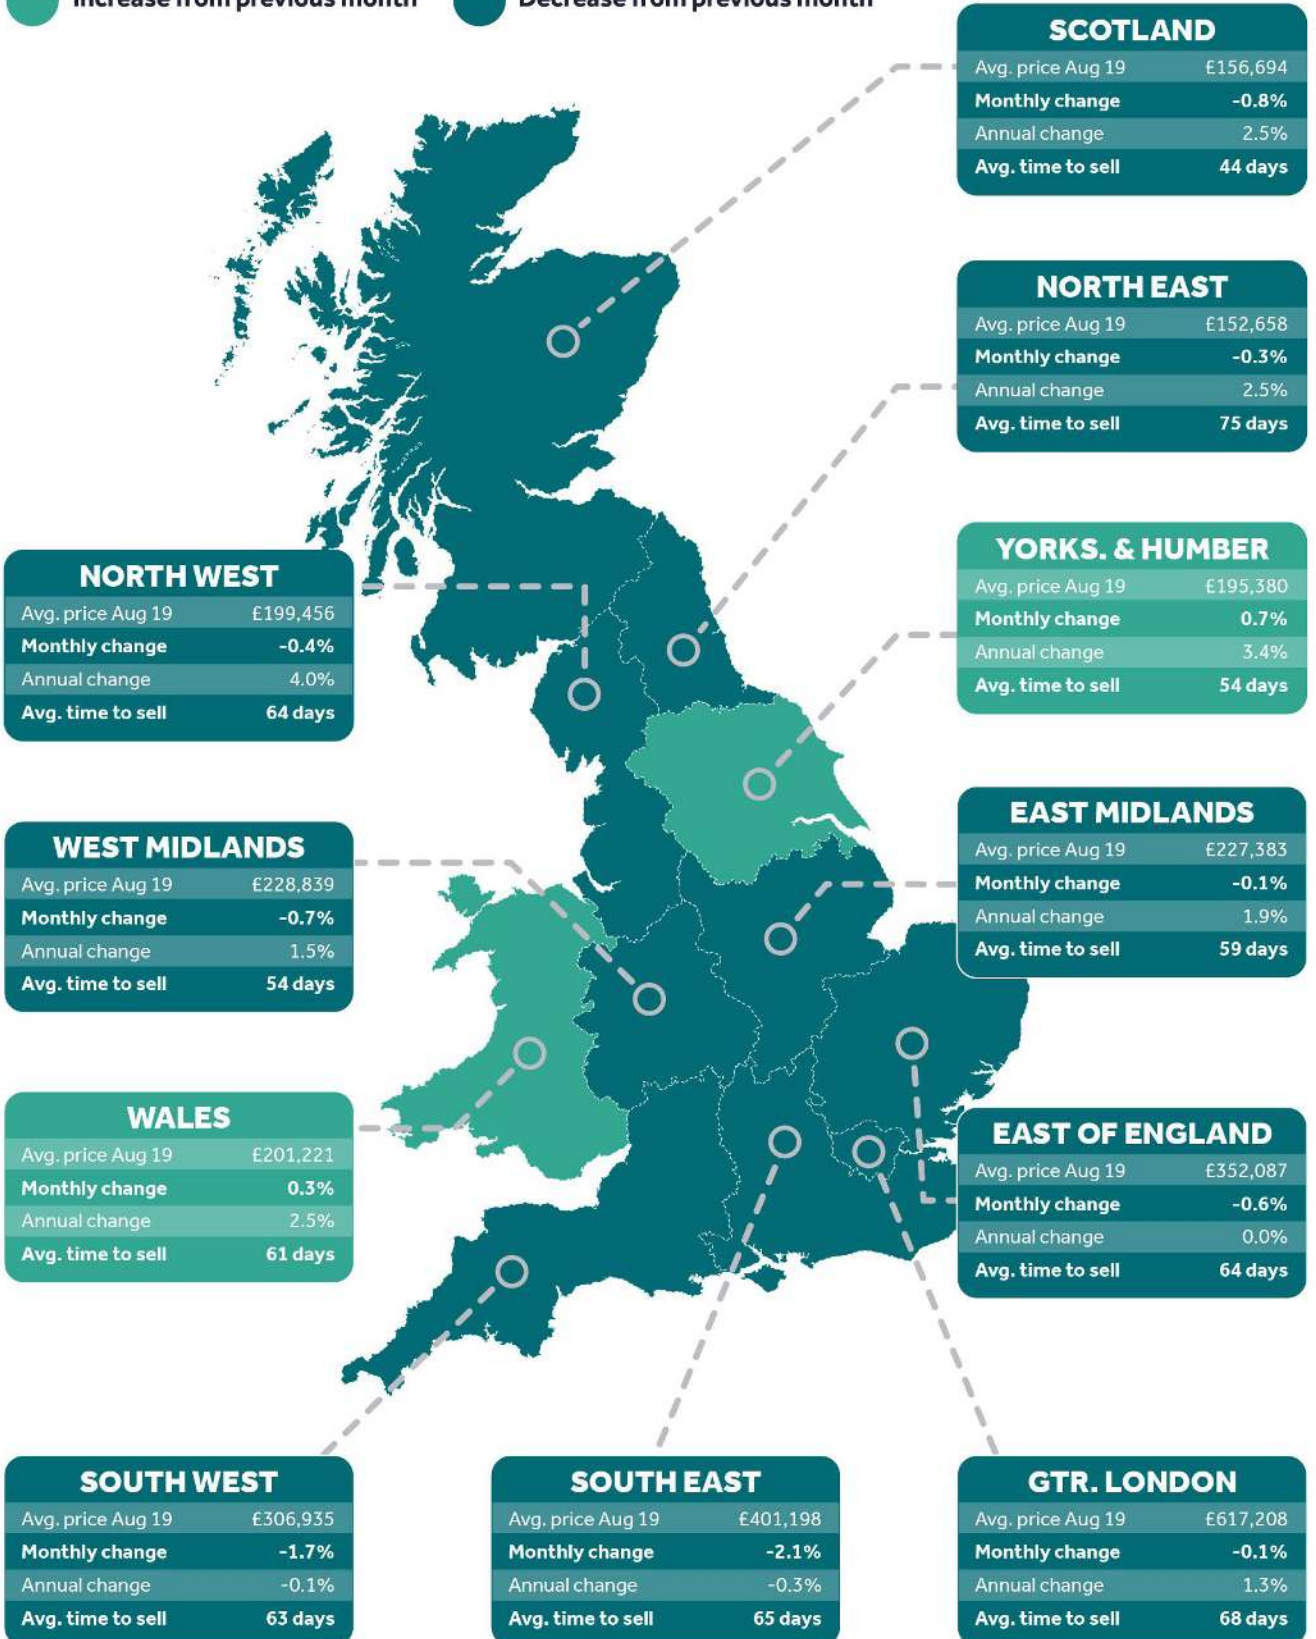 Increase from previous month Decrease from previous month
SCOTLAND
Avg. price Aug 19 £156,694
Monthly change -0.8%
Annual change 2.5%
Avg. time to sell 44 days
NORTH EAST
Avg. price Aug 19 £152,658
Monthly change -0.3%
Annual change 2.5%
Avg. time to sell 75 days
YORKS. & HUMBER
Avg. price Aug 19 £195,380
Monthly change 0.7%
Annual change 3.4%
Avg. time to sell 54 days
NORTH WEST
Avg. price Aug 19 £199,456
Monthly change -0.4%
Annual change 4.0%
Avg. time to sell 64 days
EAST MIDLANDS
Avg. price Aug 19 £227,383
Monthly change -0.1%
Annual change 1.9%
Avg. time to sell 59 days
WEST MIDLANDS
Avg. price Aug 19 £228,839
Monthly change -0.7%
Annual change 1.5%
Avg. time to sell 54 days
WALES
Avg. price Aug 19 £201,221
Monthly change 0.3%
Annual change 2.5%
Avg. time to sell 61 days
EAST OF ENGLAND
Avg. price Aug 19 £352,087
Monthly change -0.6%
Annual change 0.0%
Avg. time to sell 64 days
SOUTH WEST
Avg. price Aug 19 £306,935
Monthly change -1.7%
Annual change -0.1%
Avg. time to sell 63 days
SOUTH EAST
Avg. price Aug 19 £401,198
Monthly change -2.1%
Annual change -0.3%
Avg. time to sell 65 days
GTR. LONDON
Avg. price Aug 19 £617,208
Monthly change -0.1%
Annual change 1.3%
Avg. time to sell 68 days